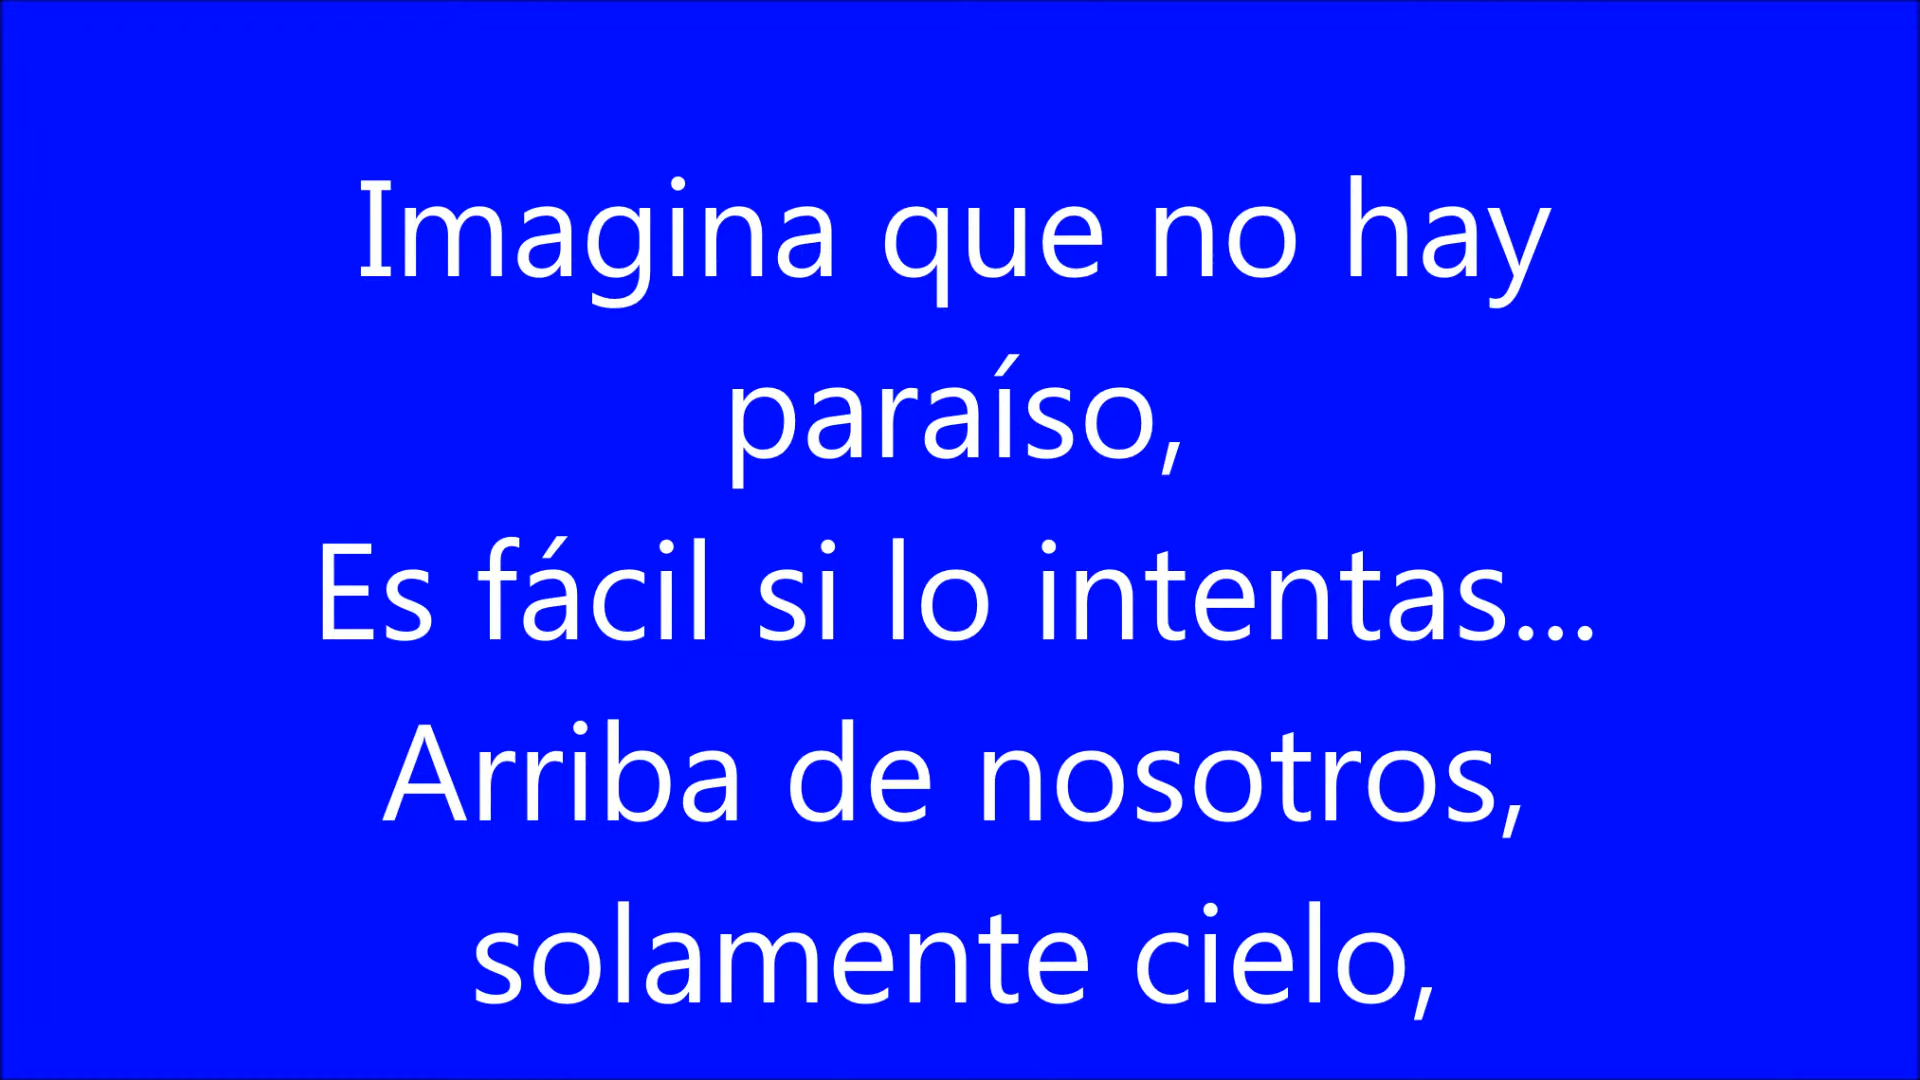 Imagina que no hay
paraíso,
Es fácil si lo intentas...
Arriba de nosotros,
solamente cielo,